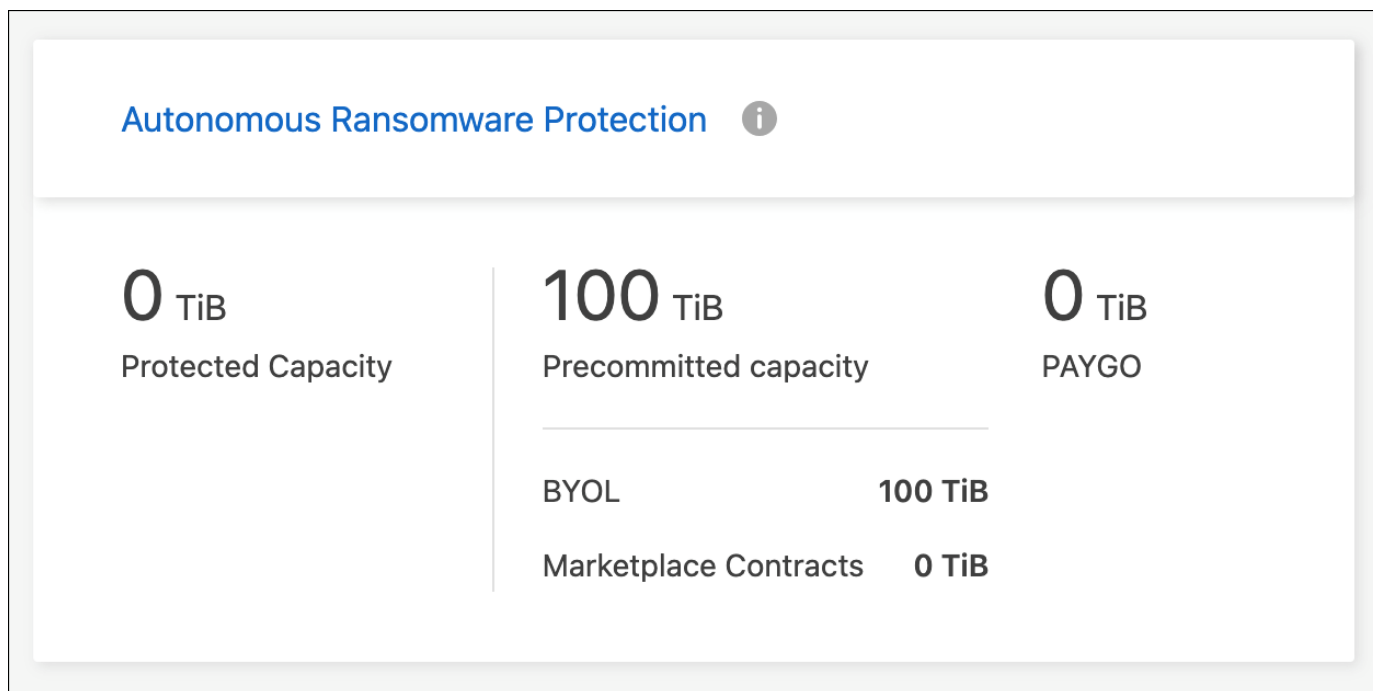 Autonomous Ransomware Protection
0 TiB
Protected Capacity
100 TiB
Precommitted capacity
BYOL 100 TiB
Marketplace Contracts 0 TiB
0 TiB
PAYGO